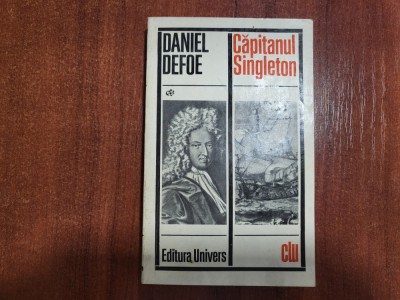 DANIEL
DEFOE
Căpitanul
Singleton
Editura Univers
clu